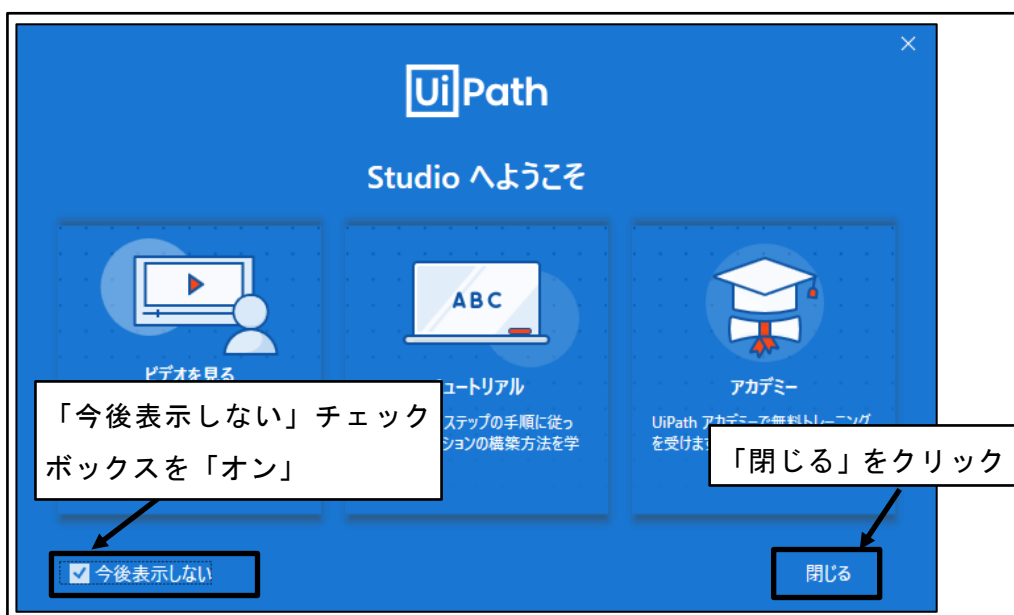 UiPath
Studio へようこそ
ABC
ビデオを見る
ュートリアル
アカデミー
ステップの手順に従っ
ションの構築方法を学
UiPath アカデミーで無料トレーニング
を受けま
「今後表示しない」チェック
ボックスを「オン」
「閉じる」をクリック
今後表示しない
閉じる